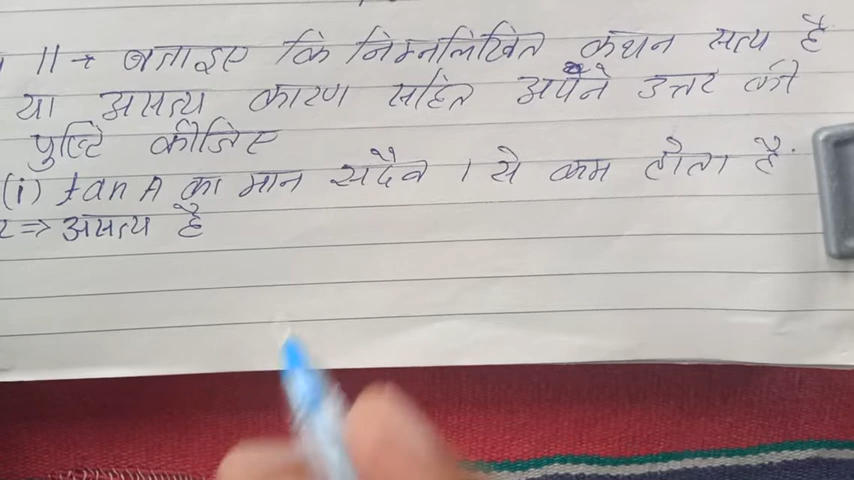 11 → बताइए कि निम्नलिखित कथन सत्य है
या असत्य कारण सहित अपने उत्तर की
पुष्टि कीजिए
(i) tan A का मान सदैव 1 से कम होता है.
⇒ असत्य है